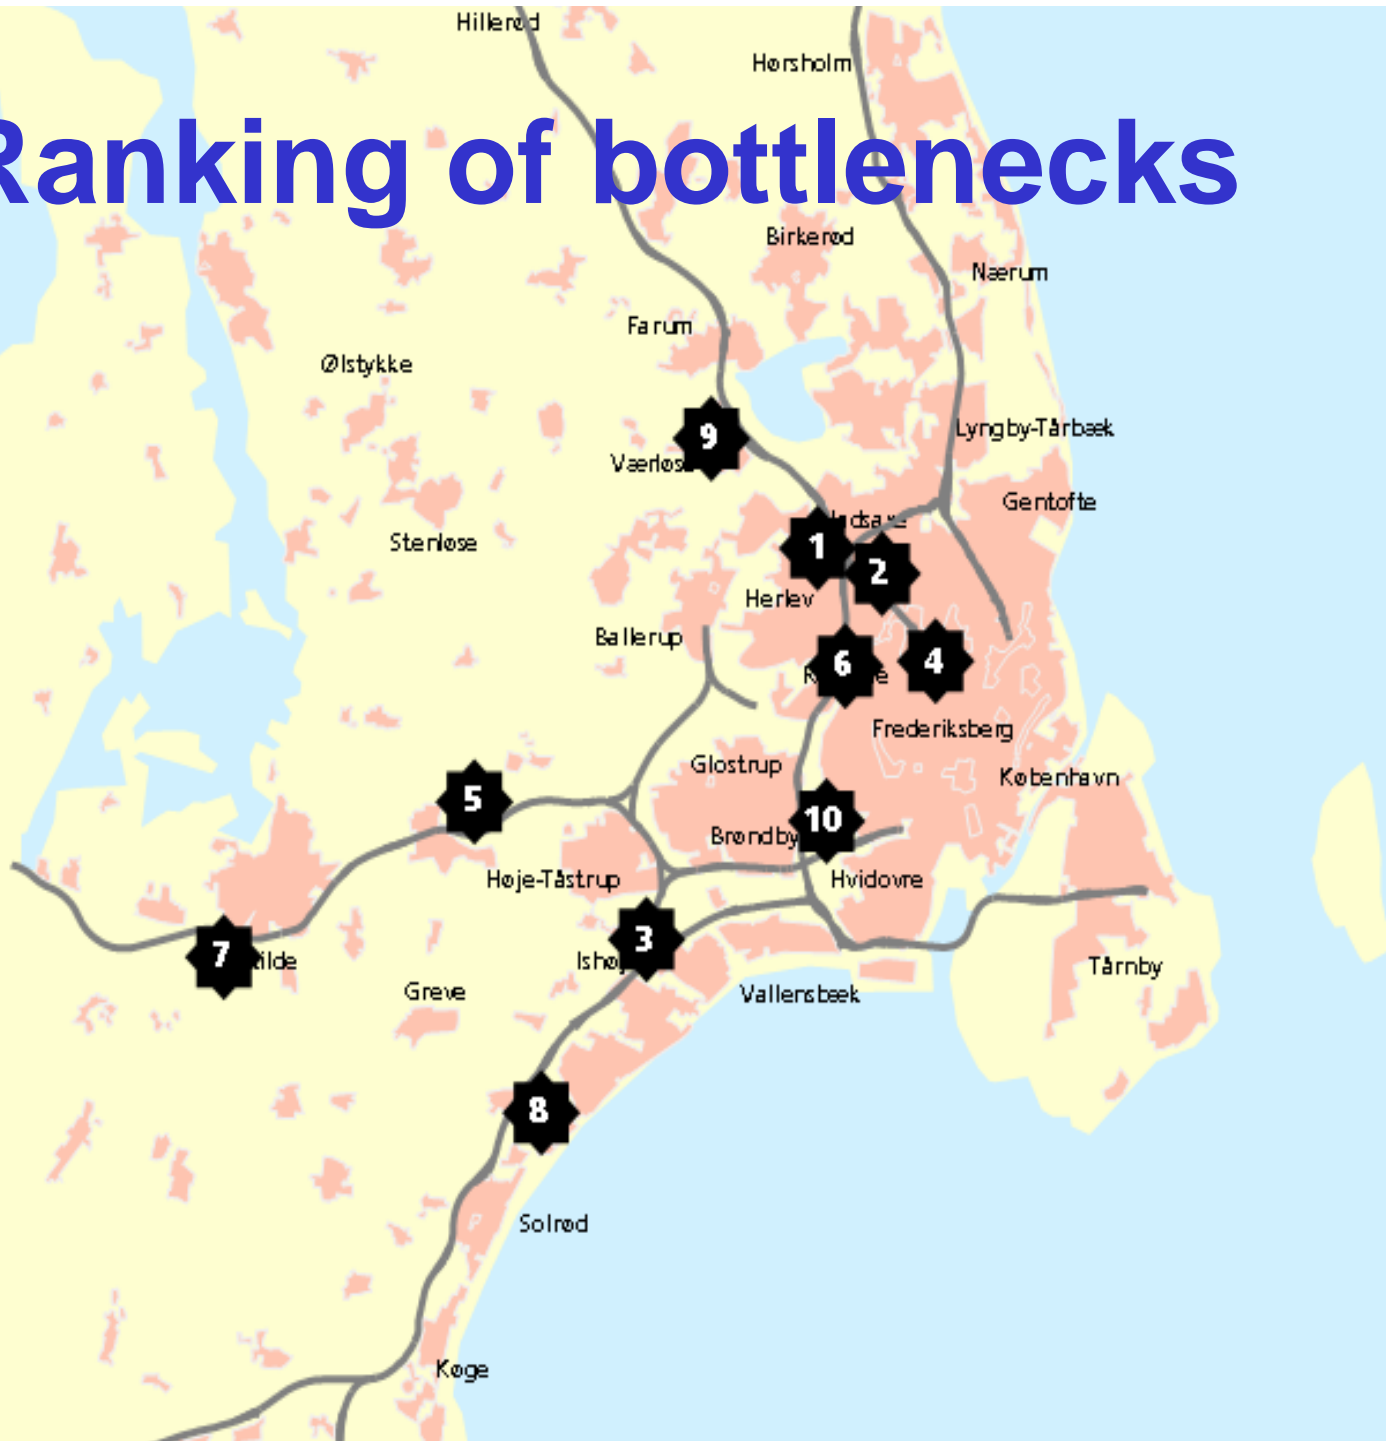 Hillerød
Hørsholm
Ranking of bottlenecks
Birkerød
Nærum
Farum
Ølstykke
Lyngby-Tårbæk
9
Gentofte
Stenløse
1
2
Herlev
Ballerup
6
4
Frederiksberg
Glostrup
København
5
10
Brøndby
Høje-Tåstrup
Hvidovre
3
7
Tårnby
Greve
Vallensbæk
8
Solrød
Køge